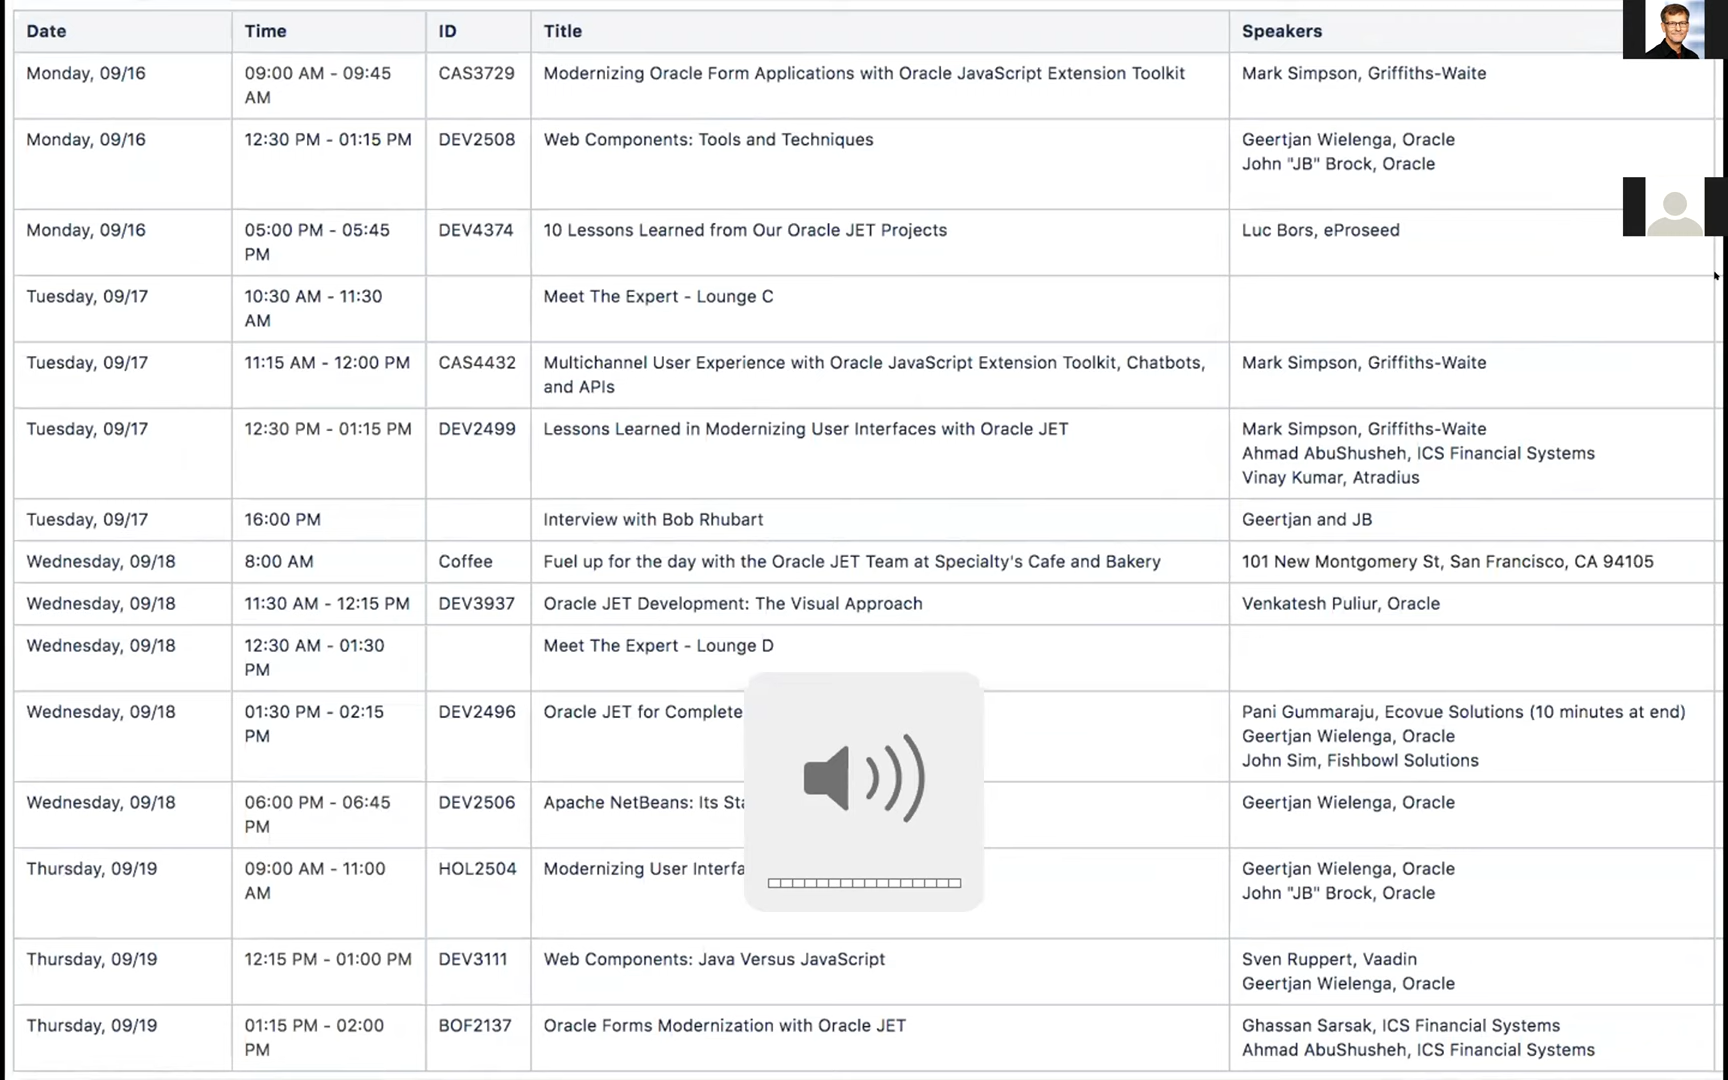 Date Time ID Title Speakers
Monday, 09/16 09:00 AM - 09:45 CAS3729 Modernizing Oracle Form Applications with Oracle JavaScript Extension Toolkit Mark Simpson, Griffiths-Waite
AM
Monday, 09/16 12:30 PM - 01:15 PM DEV2508 Web Components: Tools and Techniques Geertjan Wielenga, Oracle
John "JB" Brock, Oracle
Monday, 09/16 05:00 PM - 05:45 DEV4374 10 Lessons Learned from Our Oracle JET Projects Luc Bors, eProseed
PM
Tuesday, 09/17 10:30 AM - 11:30 Meet The Expert - Lounge C
AM
Tuesday, 09/17 11:15 AM - 12:00 PM CAS4432 Multichannel User Experience with Oracle JavaScript Extension Toolkit, Chatbots, Mark Simpson, Griffiths-Waite
and APIs
Tuesday, 09/17 12:30 PM - 01:15 PM DEV2499 Lessons Learned in Modernizing User Interfaces with Oracle JET Mark Simpson, Griffiths-Waite
Ahmad AbuShusheh, ICS Financial Systems
Vinay Kumar, Atradius
Tuesday, 09/17 16:00 PM Interview with Bob Rhubart Geertjan and JB
Wednesday, 09/18 8:00 AM Coffee Fuel up for the day with the Oracle JET Team at Specialty's Cafe and Bakery 101 New Montgomery St, San Francisco, CA 94105
Wednesday, 09/18 11:30 AM - 12:15 PM DEV3937 Oracle JET Development: The Visual Approach Venkatesh Puliur, Oracle
Wednesday, 09/18 12:30 AM - 01:30 Meet The Expert - Lounge D
PM
Wednesday, 09/18 01:30 PM - 02:15 DEV2496 Oracle JET for Complete Pani Gummaraju, Ecovue Solutions (10 minutes at end)
PM Geertjan Wielenga, Oracle
John Sim, Fishbowl Solutions
Wednesday, 09/18 06:00 PM - 06:45 DEV2506 Apache NetBeans: Its Geertjan Wielenga, Oracle
PM
Thursday, 09/19 09:00 AM - 11:00 HOL2504 Modernizing User Geertjan Wielenga, Oracle
AM John "JB" Brock, Oracle
Thursday, 09/19 12:15 PM - 01:00 PM DEV3111 Web Components: Java Versus JavaScript Sven Ruppert, Vaadin
Geertjan Wielenga, Oracle
Thursday, 09/19 01:15 PM - 02:00 BOF2137 Oracle Forms Modernization with Oracle JET Ghassan Sarsak, ICS Financial Systems
PM Ahmad AbuShusheh, ICS Financial Systems